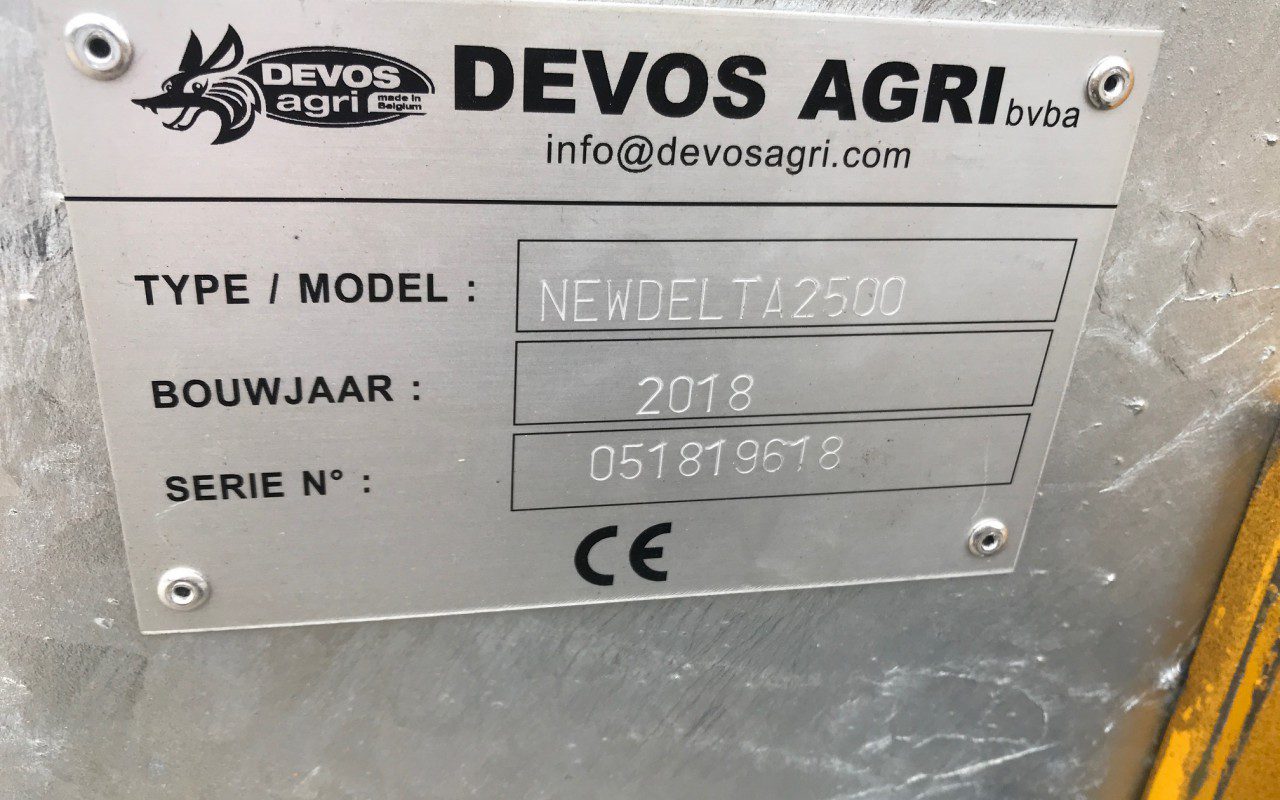 DEVOS
agri made in Belgium
DEVOS AGRI bvba
info@devosagri.com
TYPE / MODEL : NEWDELTA2500
BOUWJAAR : 2018
SERIE N° : 051819618
CE